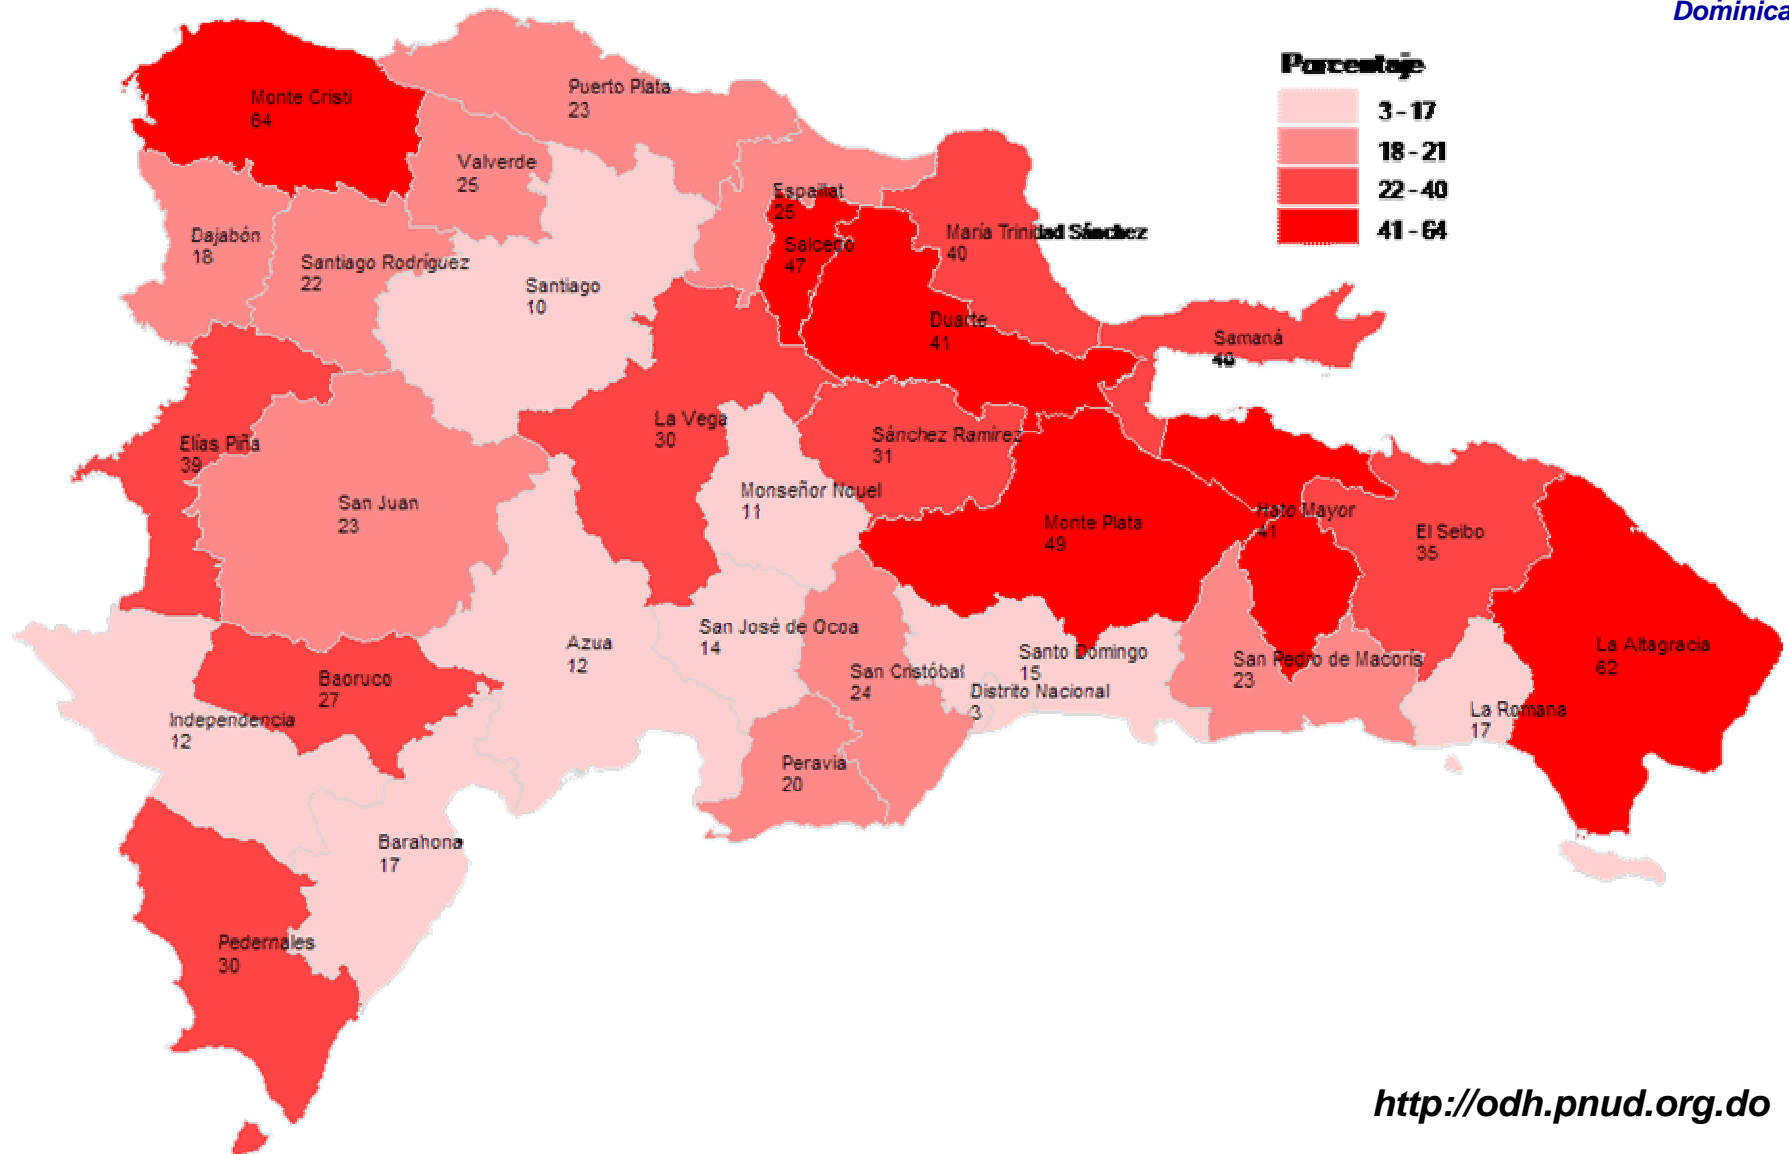 Dominica
Porcentaje
3 - 17
18 - 21
22 - 40
41 - 64
Monte Cristi
64
Puerto Plata
23
Valverde
25
Espaillat
25
Dajabón
18
Santiago Rodríguez
22
Santiago
10
Salcedo
47
María Trinidad Sánchez
40
Duarte
41
Samaná
40
Elías Piña
39
La Vega
30
Sánchez Ramírez
31
San Juan
23
Monseñor Nouel
11
Monte Plata
49
Hato Mayor
41
El Seibo
35
Azua
12
San José de Ocoa
14
Santo Domingo
15
San Pedro de Macorís
23
La Altagracia
62
Baoruco
27
San Cristóbal
24
Distrito Nacional
3
Independencia
12
La Romana
17
Peravia
20
Barahona
17
Pedernales
30
http://odh.pnud.org.do